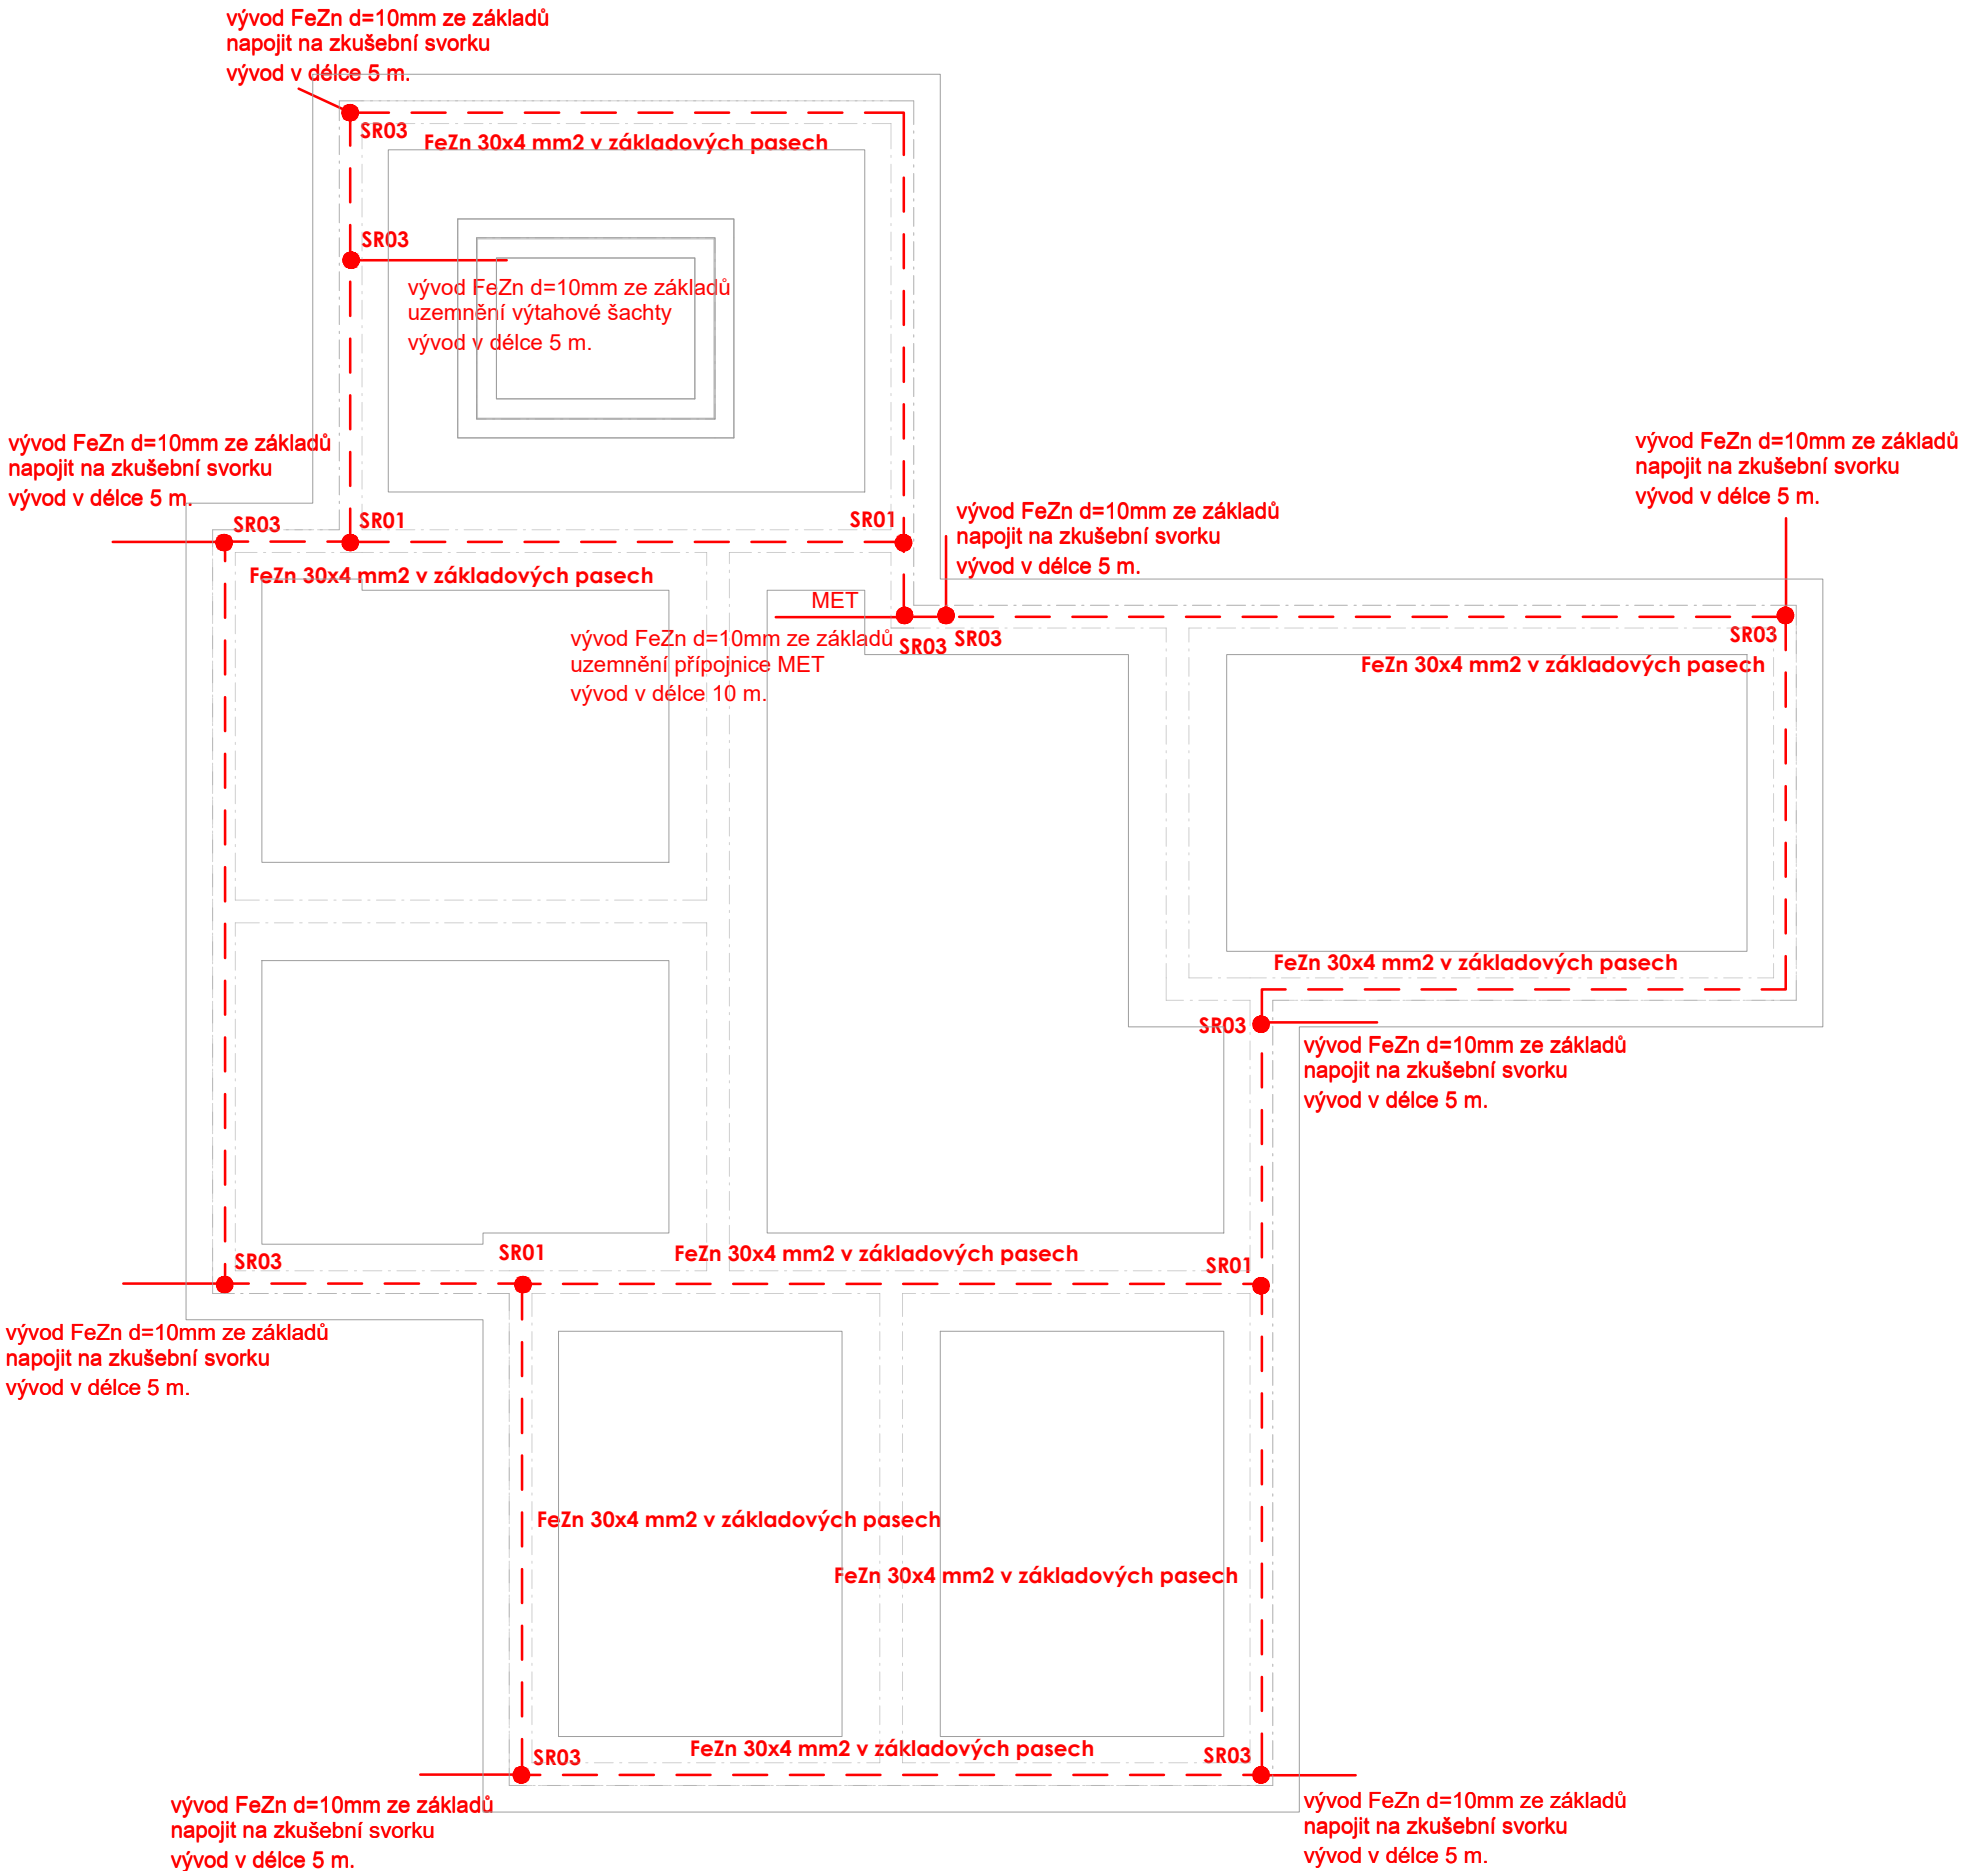 vývod FeZn d=10mm ze základů
napojit na zkušební svorku
vývod v délce 5 m.
SR03
FeZn 30x4 mm2 v základových pasech
SR03
vývod FeZn d=10mm ze základů
uzemnění výtahové šachty
vývod v délce 5 m.
vývod FeZn d=10mm ze základů
napojit na zkušební svorku
vývod v délce 5 m.
vývod FeZn d=10mm ze základů
napojit na zkušební svorku
vývod v délce 5 m.
SR03
SR01
SR01
vývod FeZn d=10mm ze základů
napojit na zkušební svorku
vývod v délce 5 m.
FeZn 30x4 mm2 v základových pasech
MET
vývod FeZn d=10mm ze základů
uzemnění přípojnice MET
vývod v délce 10 m.
SR03
SR03
SR03
FeZn 30x4 mm2 v základových pasech
FeZn 30x4 mm2 v základových pasech
SR03
vývod FeZn d=10mm ze základů
napojit na zkušební svorku
vývod v délce 5 m.
SR03
SR01
FeZn 30x4 mm2 v základových pasech
SR01
vývod FeZn d=10mm ze základů
napojit na zkušební svorku
vývod v délce 5 m.
FeZn 30x4 mm2 v základových pasech
FeZn 30x4 mm2 v základových pasech
SR03
FeZn 30x4 mm2 v základových pasech
SR03
vývod FeZn d=10mm ze základů
napojit na zkušební svorku
vývod v délce 5 m.
vývod FeZn d=10mm ze základů
napojit na zkušební svorku
vývod v délce 5 m.